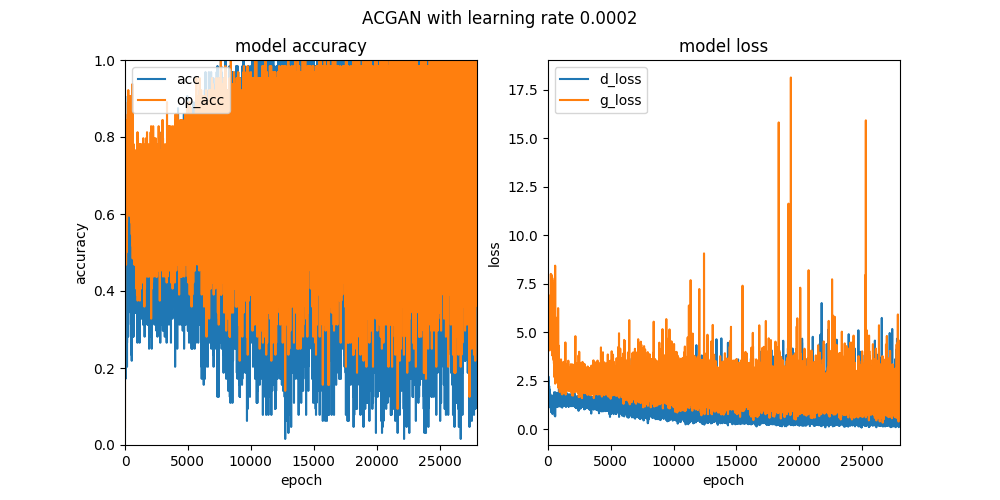 ACGAN with learning rate 0.0002
model accuracy
acc
op_acc
accuracy
1.0
0.8
0.6
0.4
0.2
0.0
0 5000 10000 15000 20000 25000
epoch
model loss
d_loss
g_loss
loss
17.5
15.0
12.5
10.0
7.5
5.0
2.5
0.0
0 5000 10000 15000 20000 25000
epoch